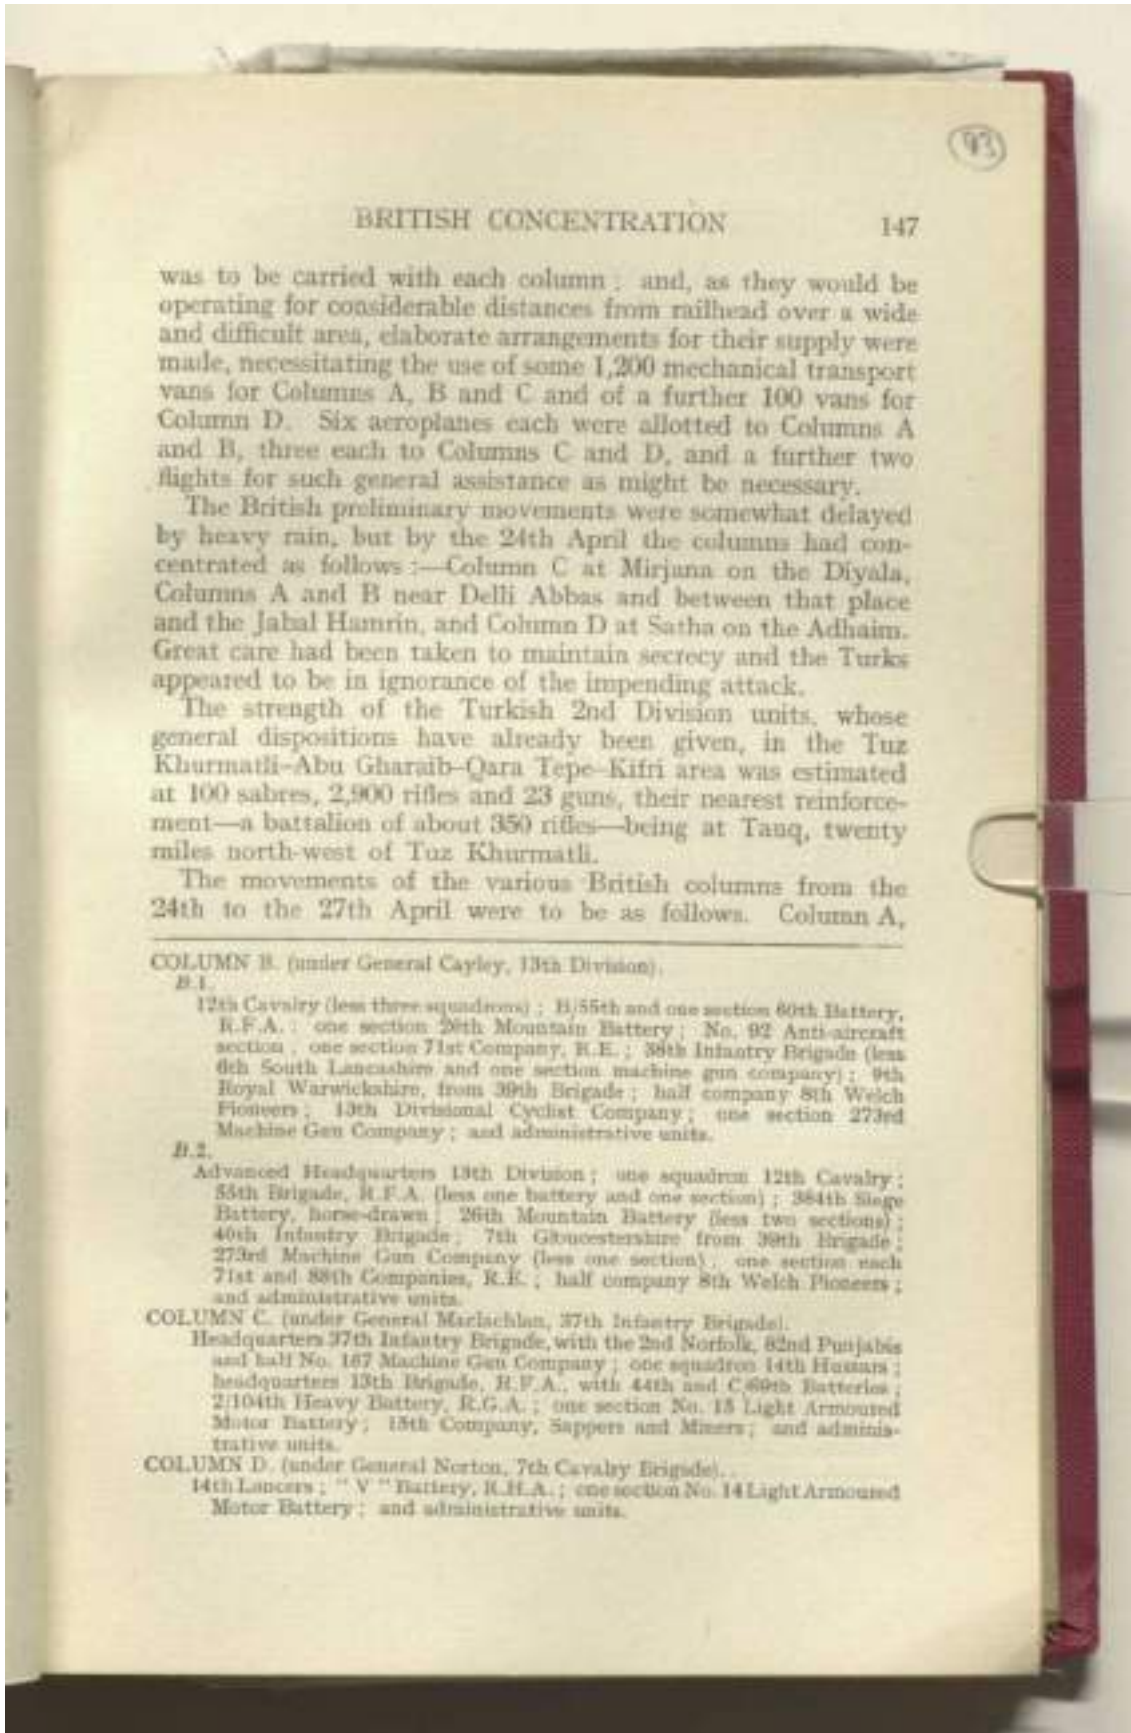 93
BRITISH CONCENTRATION 147
was to be carried with each column ; and, as they would be
operating for considerable distances from railhead over a wide
and difficult area, elaborate arrangements for their supply were
made, necessitating the use of some 1,200 mechanical transport
vans for Columns A, B and C and of a further 100 vans for
Column D. Six aeroplanes each were allotted to Columns A
and B, three each to Columns C and D, and a further two
flights for such general assistance as might be necessary.
The British preliminary movements were somewhat delayed
by heavy rain, but by the 24th April the columns had con-
centrated as follows :—Column C at Mirjana on the Diyala,
Columns A and B near Delli Abbas and between that place
and the Jabal Hamrin, and Column D at Satha on the Adhaim.
Great care had been taken to maintain secrecy and the Turks
appeared to be in ignorance of the impending attack.
The strength of the Turkish 2nd Division units, whose
general dispositions have already been given, in the Tuz
Khurmatli–Abu Gharaib–Qara Tepe–Kifri area was estimated
at 100 sabres, 2,900 rifles and 23 guns, their nearest reinforce-
ment—a battalion of about 350 rifles—being at Tauq, twenty
miles north-west of Tuz Khurmatli.
The movements of the various British columns from the
24th to the 27th April were to be as follows. Column A,
COLUMN B. (under General Cayley, 13th Division).
B.1.
12th Cavalry (less three squadrons) ; B/55th and one section 60th Battery,
R.F.A. ; one section 26th Mountain Battery ; No. 92 Anti-aircraft
section ; one section 71st Company, R.E. ; 38th Infantry Brigade (less
6th South Lancashire and one section machine gun company) ; 9th
Royal Warwickshire, from 39th Brigade ; half company 8th Welch
Pioneers ; 13th Divisional Cyclist Company ; one section 273rd
Machine Gun Company ; and administrative units.
B.2.
Advanced Headquarters 13th Division ; one squadron 12th Cavalry ;
55th Brigade, R.F.A. (less one battery and one section) ; 384th Siege
Battery, horse-drawn ; 26th Mountain Battery (less two sections) ;
40th Infantry Brigade ; 7th Gloucestershire from 39th Brigade ;
273rd Machine Gun Company (less one section) ; one section each
71st and 88th Companies, R.E. ; half company 8th Welch Pioneers ;
and administrative units.
COLUMN C. (under General Maclachlan, 37th Infantry Brigade).
Headquarters 37th Infantry Brigade, with the 2nd Norfolk, 82nd Punjabis
and half No. 187 Machine Gun Company ; one squadron 14th Hussars ;
headquarters 13th Brigade, R.F.A., with 44th and C/69th Batteries ;
2/104th Heavy Battery, R.G.A. ; one section No. 13 Light Armoured
Motor Battery ; 15th Company, Sappers and Miners ; and adminis-
trative units.
COLUMN D. (under General Norton, 7th Cavalry Brigade).
14th Lancers ; " V " Battery, R.H.A. ; one section No. 14 Light Armoured
Motor Battery ; and administrative units.